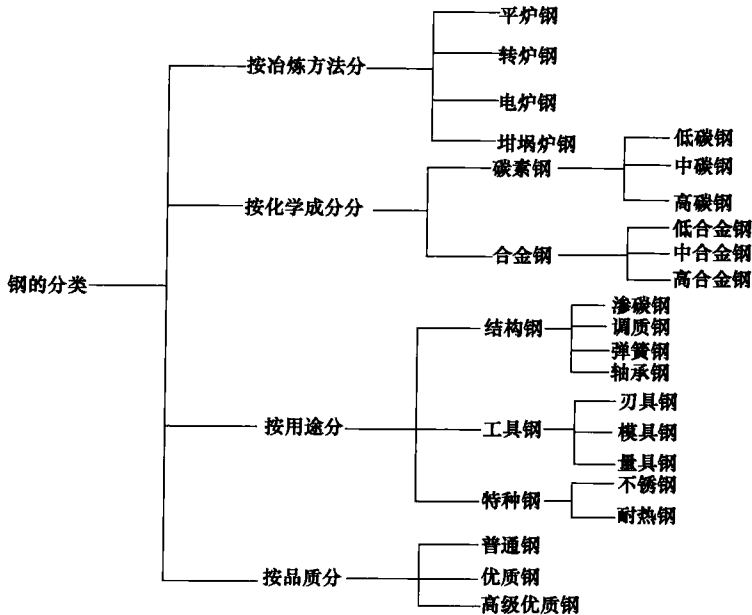 钢的分类
按冶炼方法分
平炉钢
转炉钢
电炉钢
坩埚炉钢
按化学成分分
碳素钢
低碳钢
中碳钢
高碳钢
合金钢
低合金钢
中合金钢
高合金钢
按用途分
结构钢
渗碳钢
调质钢
弹簧钢
轴承钢
工具钢
刃具钢
模具钢
量具钢
特种钢
不锈钢
耐热钢
按品质分
普通钢
优质钢
高级优质钢